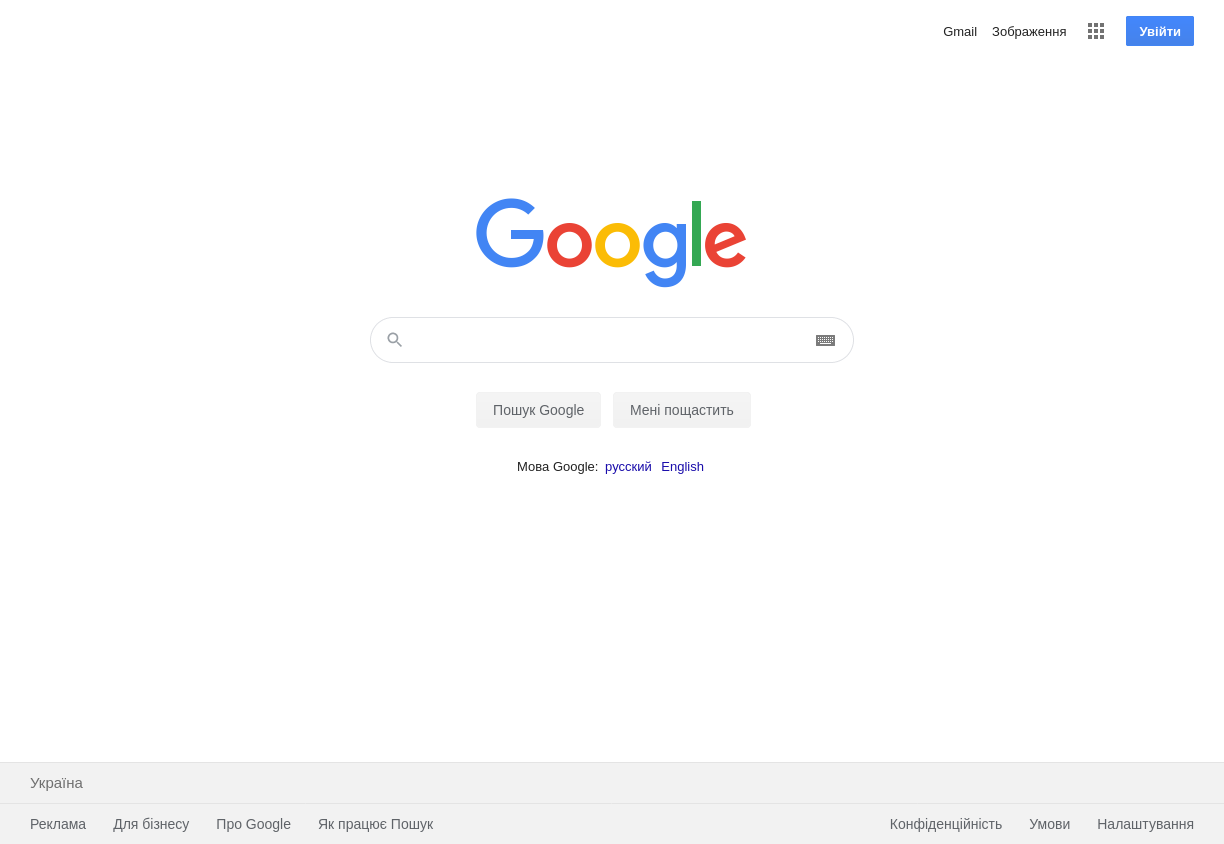 Gmail Зображення Увійти
Google
Пошук Google Мені пощастить
Мова Google: русский English
Україна
Реклама Для бізнесу Про Google Як працює Пошук Конфіденційність Умови Налаштування